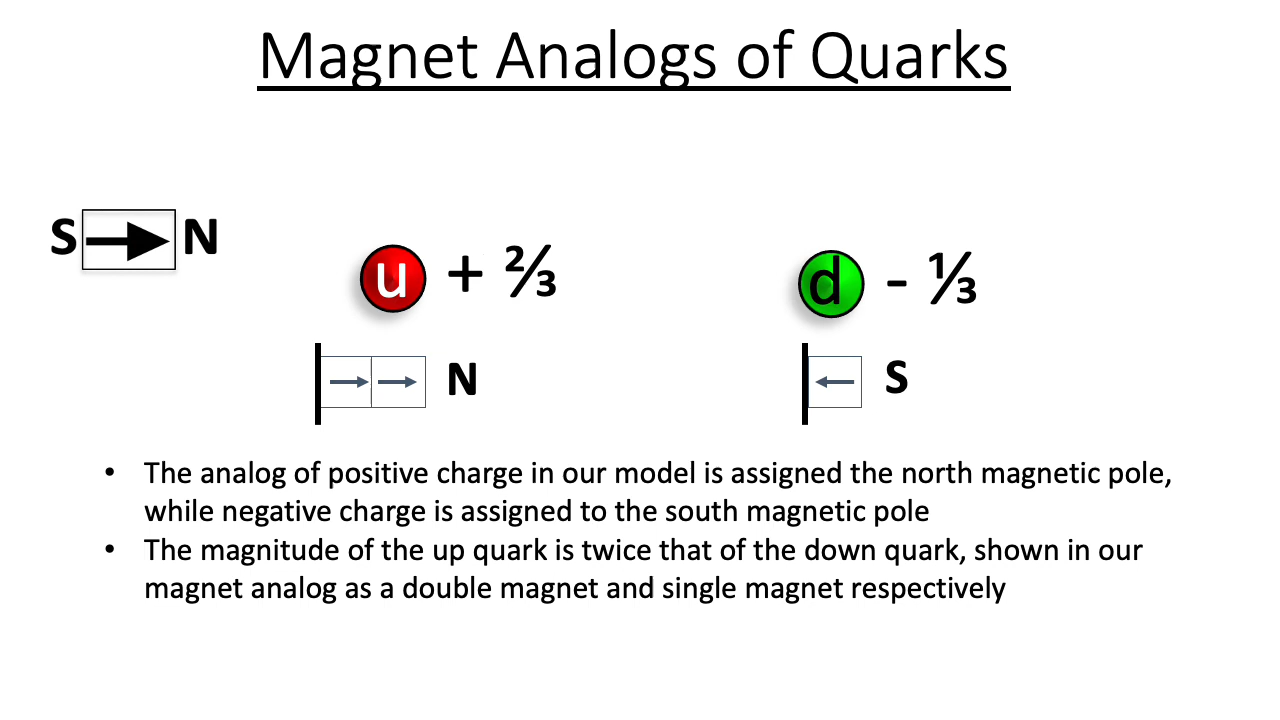 Magnet Analogs of Quarks
S N
u + ⅔
d - ⅓
N
S
• The analog of positive charge in our model is assigned the north magnetic pole,
while negative charge is assigned to the south magnetic pole
• The magnitude of the up quark is twice that of the down quark, shown in our
magnet analog as a double magnet and single magnet respectively